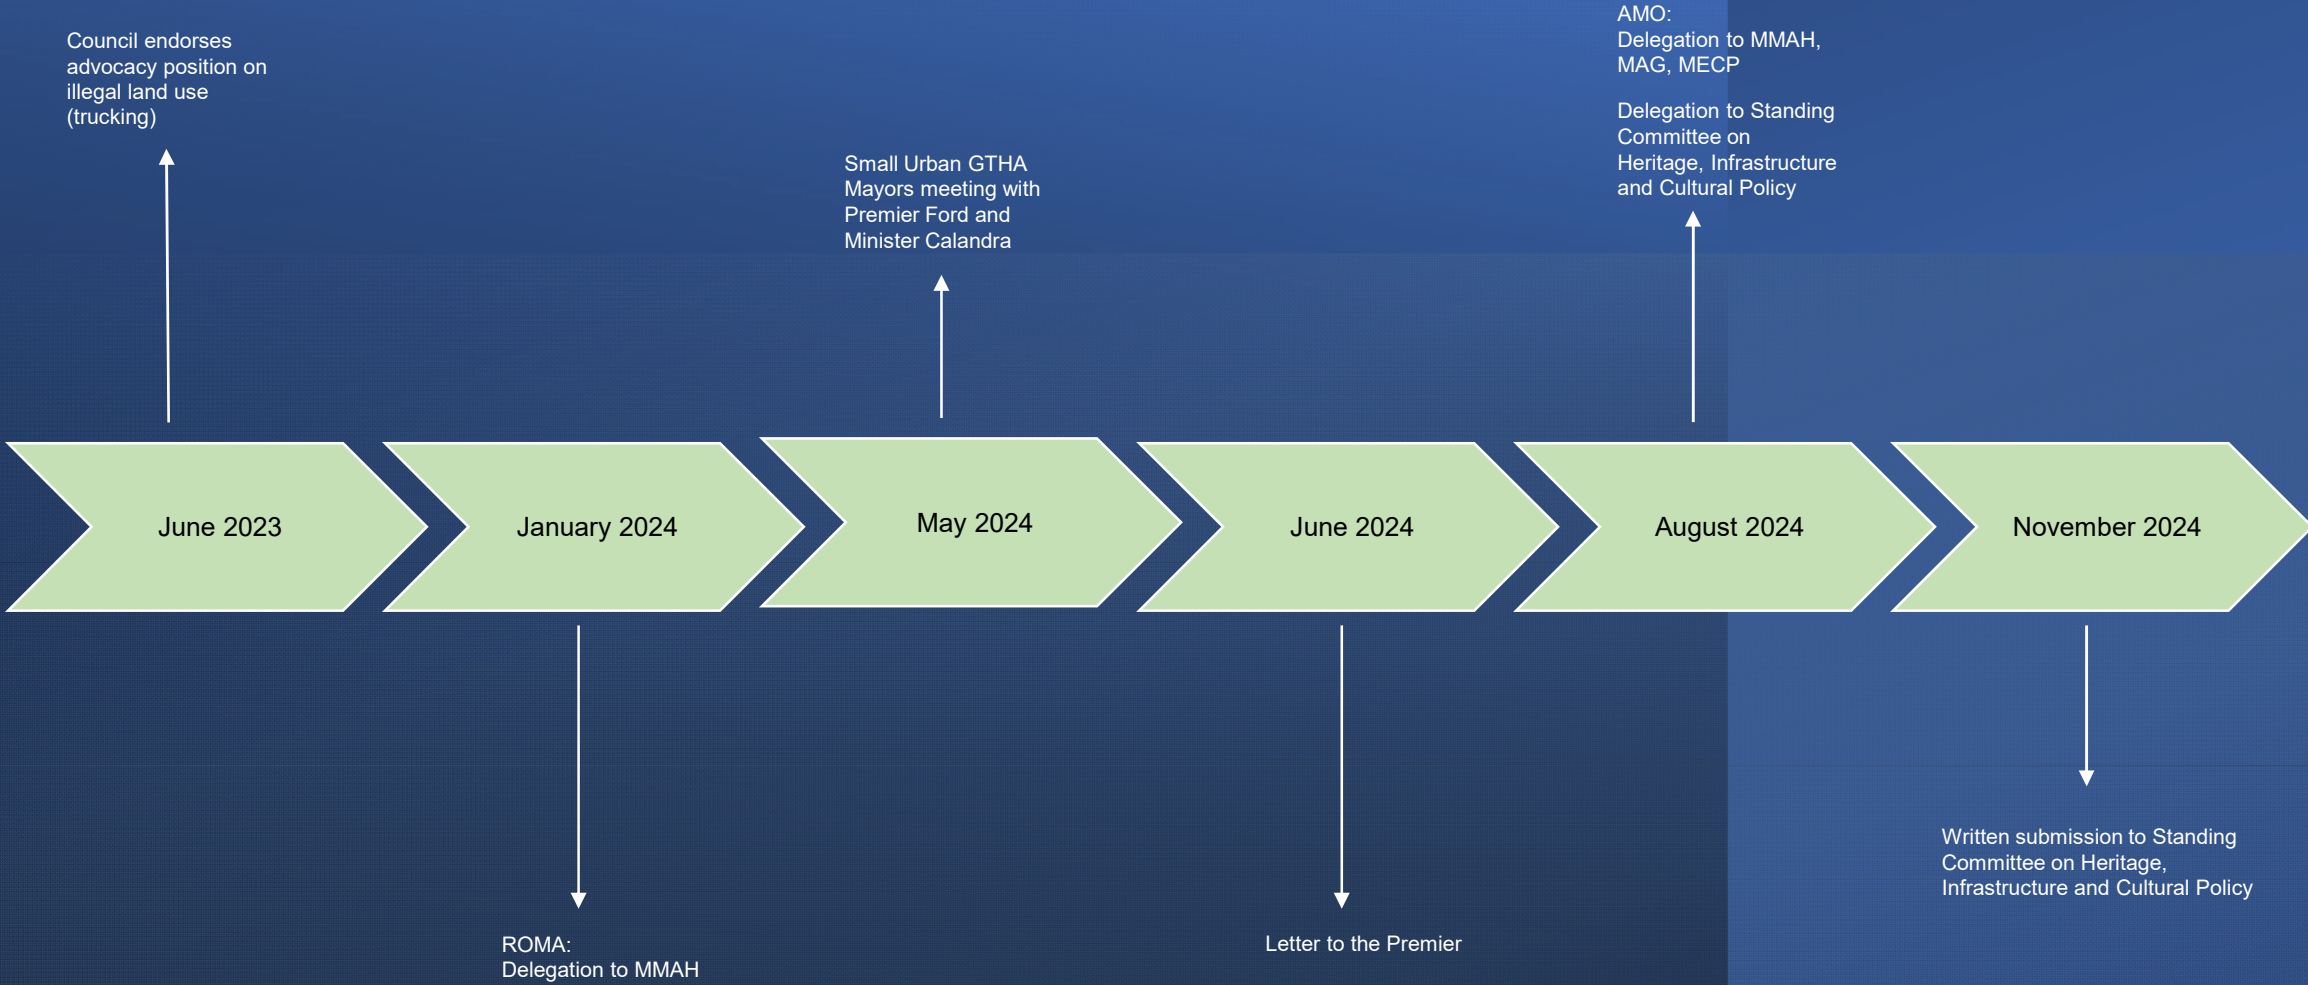 Council endorses
advocacy position on
illegal land use
(trucking)
Small Urban GTHA
Mayors meeting with
Premier Ford and
Minister Calandra
AMO:
Delegation to MMAH,
MAG, MECP
Delegation to Standing
Committee on
Heritage, Infrastructure
and Cultural Policy
June 2023
January 2024
May 2024
June 2024
August 2024
November 2024
ROMA:
Delegation to MMAH
Letter to the Premier
Written submission to Standing
Committee on Heritage,
Infrastructure and Cultural Policy